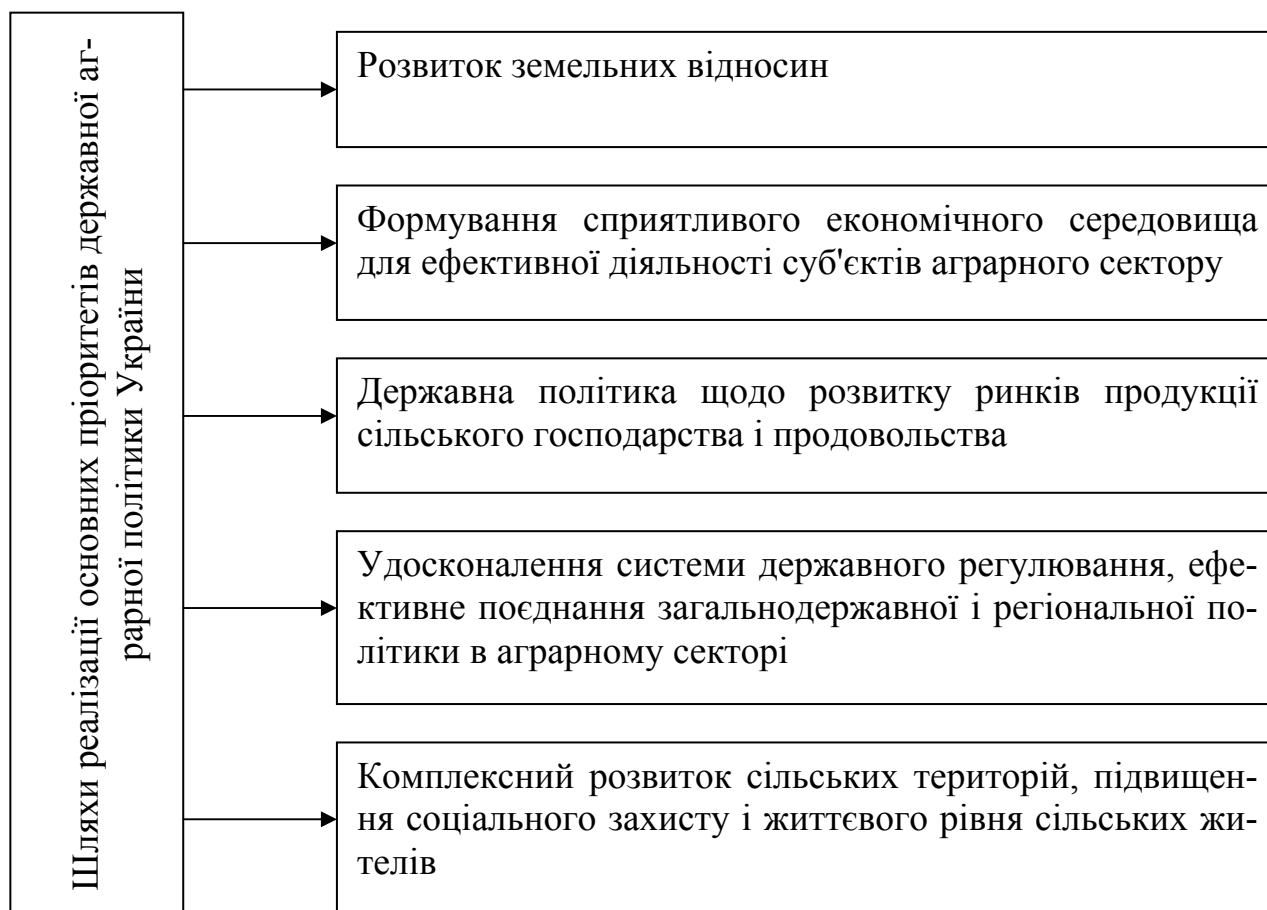 Шляхи реалізації основних пріоритетів державної аг-
рарної політики України
Розвиток земельних відносин
Формування сприятливого економічного середовища
для ефективної діяльності суб'єктів аграрного сектору
Державна політика щодо розвитку ринків продукції
сільського господарства і продовольства
Удосконалення системи державного регулювання, ефе-
ктивне поєднання загальнодержавної і регіональної по-
літики в аграрному секторі
Комплексний розвиток сільських територій, підвищен-
ня соціального захисту і життєвого рівня сільських жи-
телів